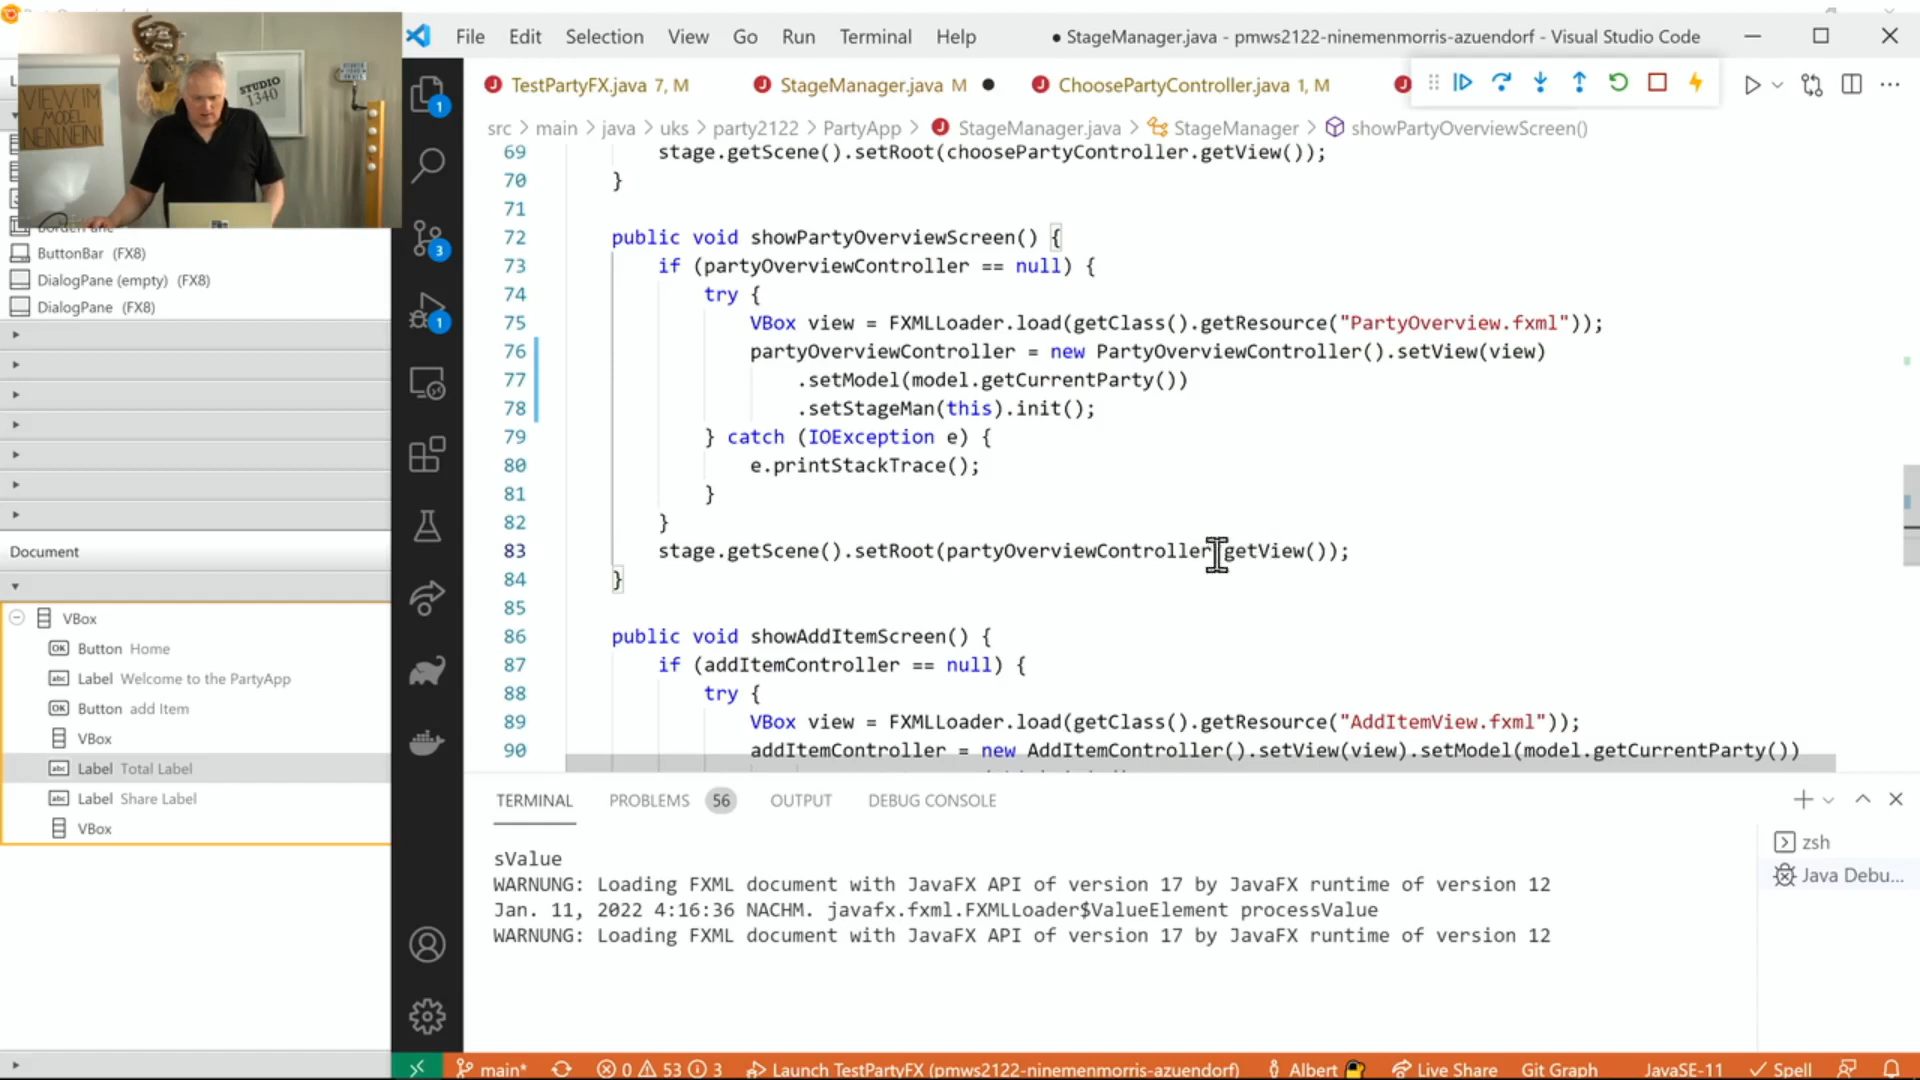 File Edit Selection View Go Run Terminal Help
● StageManager.java - pmws2122-ninemenmorris-azuendorf - Visual Studio Code
TestPartyFX.java 7, M
StageManager.java M
ChoosePartyController.java 1, M
src > main > java > uks > party2122 > PartyApp > StageManager.java > StageManager > showPartyOverviewScreen()
VIEW IM
MODEL
NEIN NEIN!
STUDIO
1340
ButtonBar (FX8)
DialogPane (empty) (FX8)
DialogPane (FX8)
Document
VBox
Button Home
Label Welcome to the PartyApp
Button add Item
VBox
Label Total Label
Label Share Label
VBox
1
3
1
69 stage.getScene().setRoot(choosePartyController.getView());
70 }
71
72 public void showPartyOverviewScreen() {
73 if (partyOverviewController == null) {
74 try {
75 VBox view = FXMLLoader.load(getClass().getResource("PartyOverview.fxml"));
76 partyOverviewController = new PartyOverviewController().setView(view)
77 .setModel(model.getCurrentParty())
78 .setStageMan(this).init();
79 } catch (IOException e) {
80 e.printStackTrace();
81 }
82 }
83 stage.getScene().setRoot(partyOverviewController.getView());
84 }
85
86 public void showAddItemScreen() {
87 if (addItemController == null) {
88 try {
89 VBox view = FXMLLoader.load(getClass().getResource("AddItemView.fxml"));
90 addItemController = new AddItemController().setView(view).setModel(model.getCurrentParty())
TERMINAL PROBLEMS 56 OUTPUT DEBUG CONSOLE
sValue
WARNUNG: Loading FXML document with JavaFX API of version 17 by JavaFX runtime of version 12
Jan. 11, 2022 4:16:36 NACHM. javafx.fxml.FXMLLoader$ValueElement processValue
WARNUNG: Loading FXML document with JavaFX API of version 17 by JavaFX runtime of version 12
zsh
Java Debu...
main* 0 53 3 Launch TestPartyFX (pmws2122-ninemenmorris-azuendorf) Albert Live Share Git Graph JavaSE-11 Spell